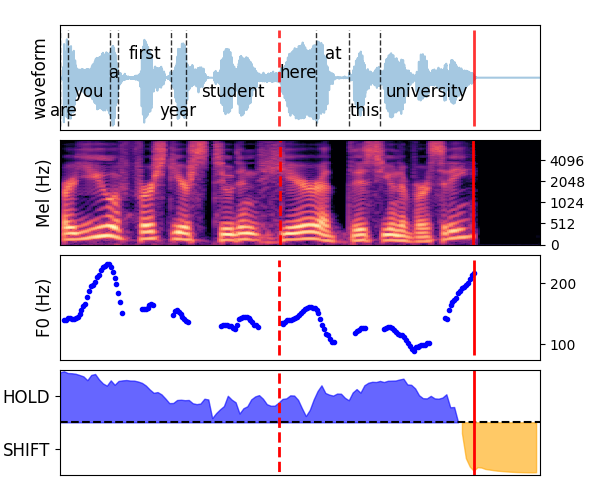 waveform
are
you
a
first
year
student
here
at
this
university
Mel (Hz)
4096
2048
1024
512
0
F0 (Hz)
200
100
HOLD
SHIFT